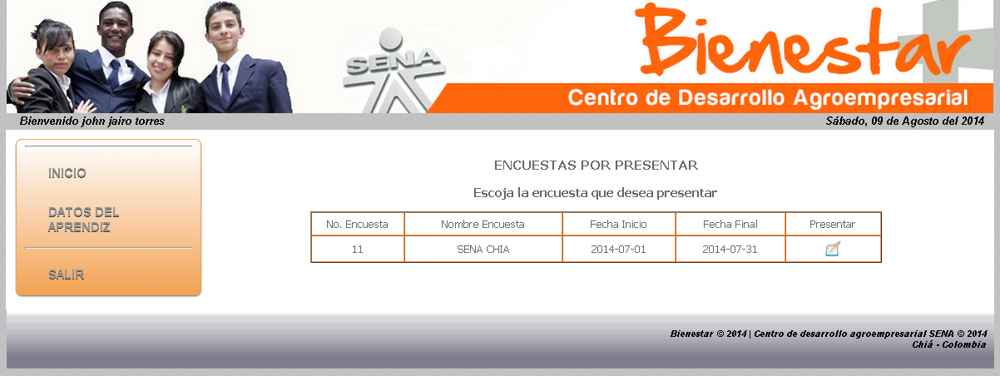 SENA
Bienestar
Centro de Desarrollo Agroempresarial
Bienvenido john jairo torres
Sábado, 09 de Agosto del 2014
INICIO
DATOS DEL
APRENDIZ
SALIR
ENCUESTAS POR PRESENTAR
Escoja la encuesta que desea presentar
No. Encuesta Nombre Encuesta Fecha Inicio Fecha Final Presentar
11 SENA CHIA 2014-07-01 2014-07-31
Bienestar © 2014 | Centro de desarrollo agroempresarial SENA © 2014
Chiá - Colombia